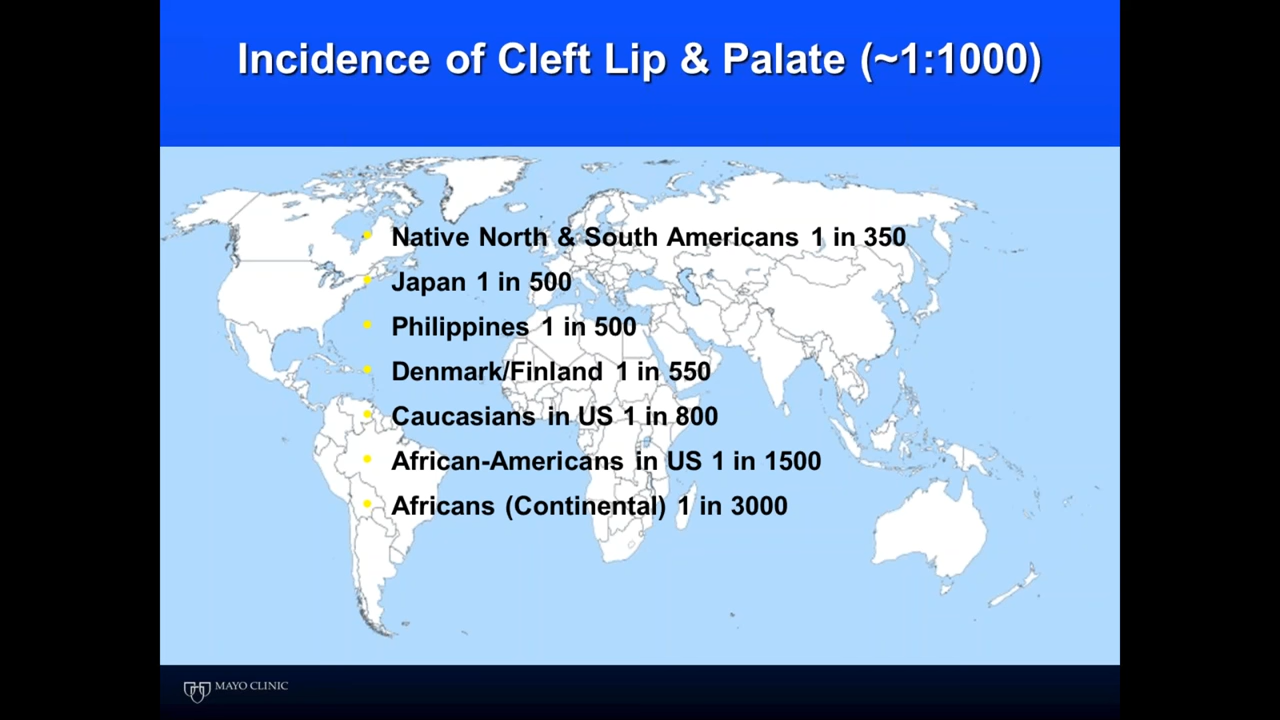 Incidence of Cleft Lip & Palate (~1:1000)
Native North & South Americans 1 in 350
Japan 1 in 500
Philippines 1 in 500
Denmark/Finland 1 in 550
Caucasians in US 1 in 800
African-Americans in US 1 in 1500
Africans (Continental) 1 in 3000
MAYO CLINIC